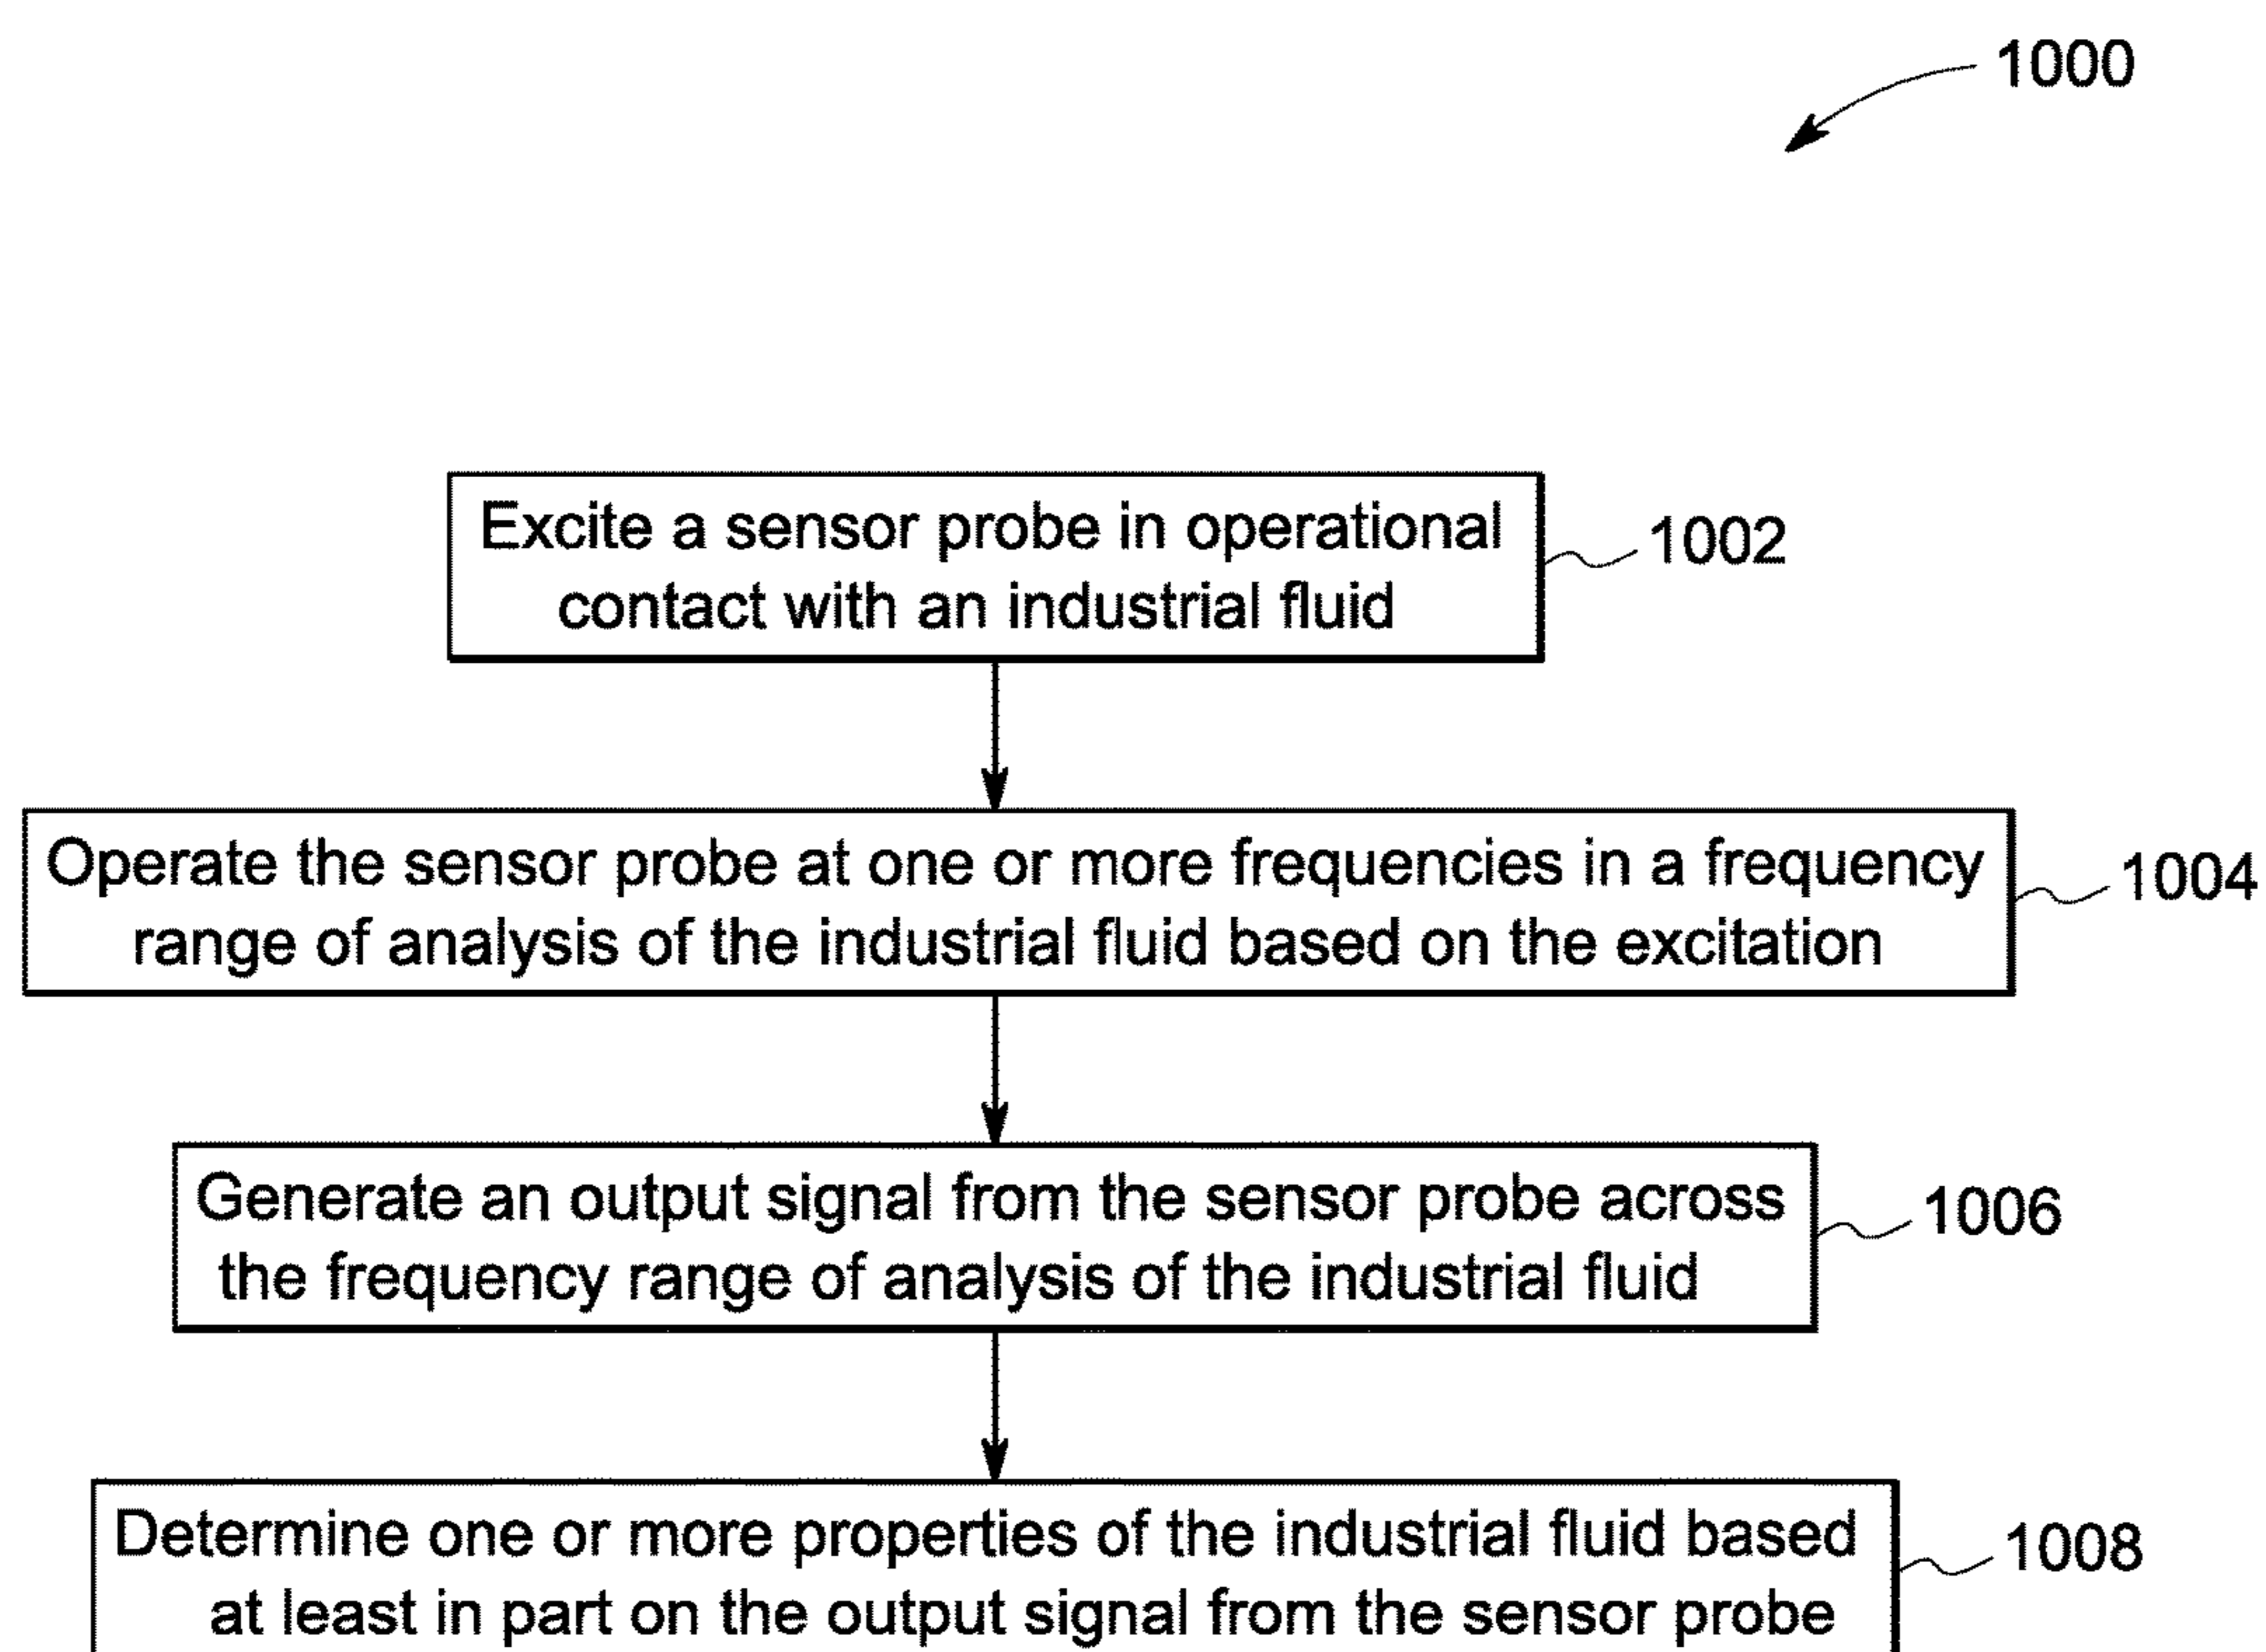 1000
Excite a sensor probe in operational
contact with an industrial fluid
1002
Operate the sensor probe at one or more frequencies in a frequency
range of analysis of the industrial fluid based on the excitation
1004
Generate an output signal from the sensor probe across
the frequency range of analysis of the industrial fluid
1006
Determine one or more properties of the industrial fluid based
at least in part on the output signal from the sensor probe
1008